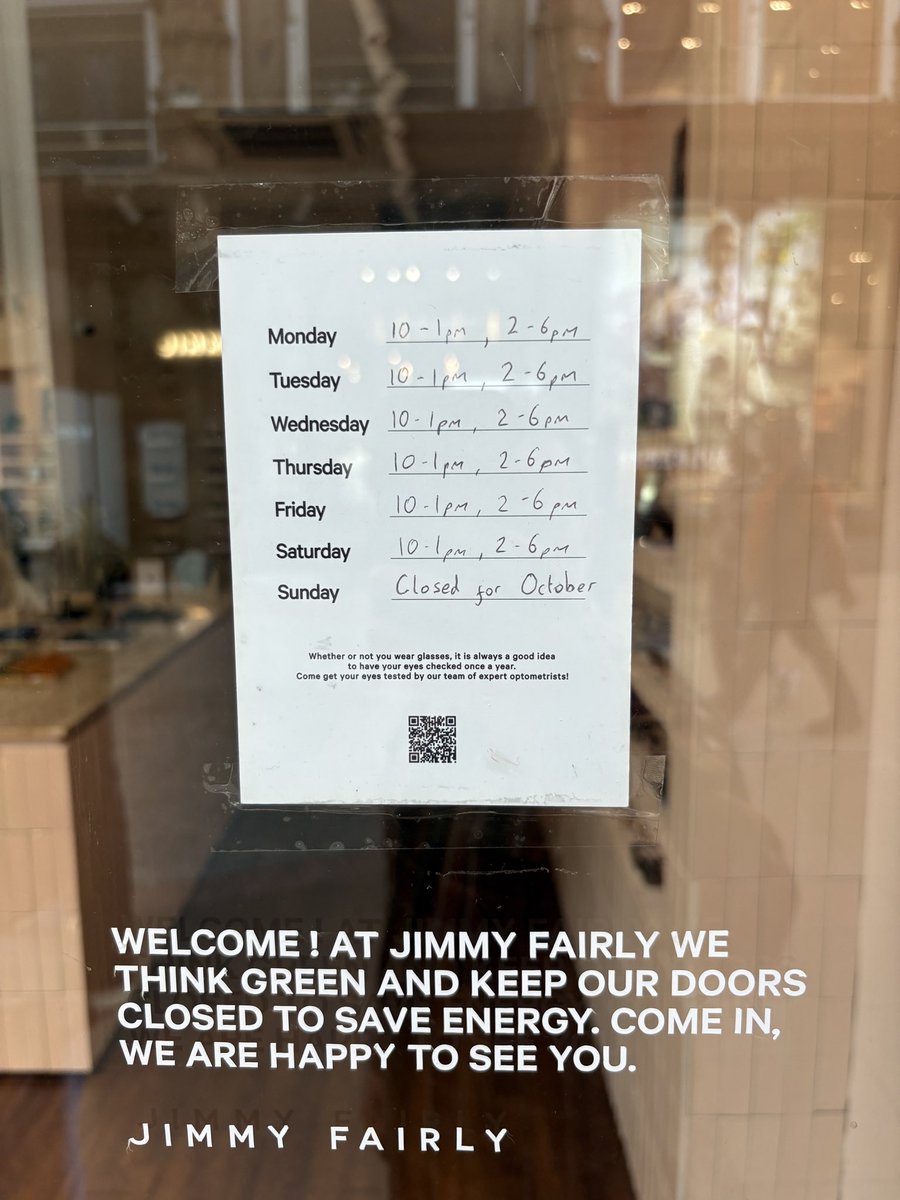 Monday 10-1pm, 2-6pm
Tuesday 10-1pm, 2-6pm
Wednesday 10-1pm, 2-6pm
Thursday 10-1pm, 2-6pm
Friday 10-1pm, 2-6pm
Saturday 10-1pm, 2-6pm
Sunday Closed for October
Whether or not you wear glasses, it is always a good idea
to have your eyes checked once a year.
Come get your eyes tested by our team of expert optometrists!
WELCOME! AT JIMMY FAIRLY WE
THINK GREEN AND KEEP OUR DOORS
CLOSED TO SAVE ENERGY. COME IN,
WE ARE HAPPY TO SEE YOU.
JIMMY FAIRLY